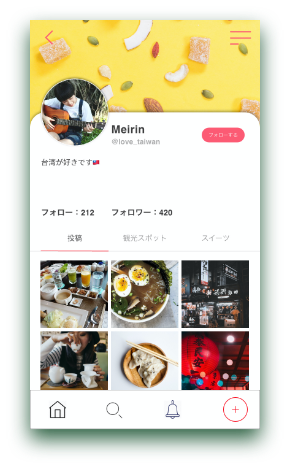 Meirin
@love_taiwan
フォローする
台湾が好きです🇹🇼
フォロー：212 フォロワー：420
投稿 観光スポット スイーツ